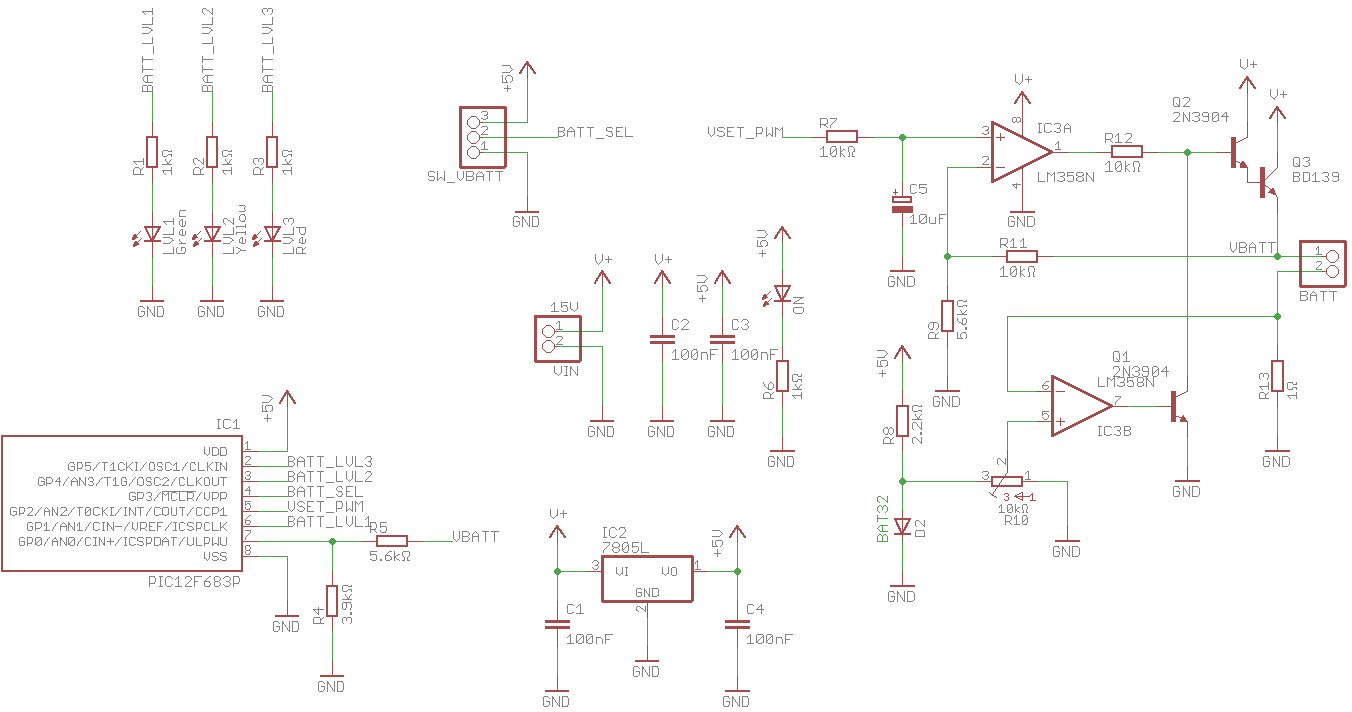 BATT_LVL1
BATT_LVL2
BATT_LVL3
R1
1kΩ
R2
1kΩ
R3
1kΩ
LVL1
Green
LVL2
Yellow
LVL3
Red
GND
GND
GND
+5V
3
2
1
BATT_SEL
SW_VBATT
GND
VSET_PWM
R7
10kΩ
C5
+
10uF
GND
V+
8
3
+
2
−
1
4
IC3A
LM358N
GND
R12
10kΩ
Q2
2N3904
V+
V+
Q3
BD139
VBATT
1
2
BATT
R11
10kΩ
R9
5.6kΩ
GND
15V
1
2
VIN
V+
GND
V+
C2
100nF
GND
+5V
C3
100nF
GND
+5V
ON
R6
1kΩ
GND
+5V
R8
2.2kΩ
BAT32
D2
GND
Q1
2N3904
LM358N
6
−
5
+
7
IC3B
GND
R13
1Ω
GND
2
3
1
3
1
10kΩ
R10
GND
IC1
+5V
VDD
1
GP5/T1CKI/OSC1/CLKIN
2
BATT_LVL3
GP4/AN3/T1G/OSC2/CLKOUT
3
BATT_LVL2
GP3/MCLR/VPP
4
BATT_SEL
GP2/AN2/T0CKI/INT/COUT/CCP1
5
VSET_PWM
GP1/AN1/CIN-/VREF/ICSPCLK
6
BATT_LVL1
GP0/AN0/CIN+/ICSPDAT/ULPWU
7
VSS
8
PIC12F683P
GND
R5
5.6kΩ
VBATT
R4
3.9kΩ
GND
V+
IC2
7805L
3
VI
VO
1
GND
2
+5V
C1
100nF
C4
100nF
GND
GND
GND